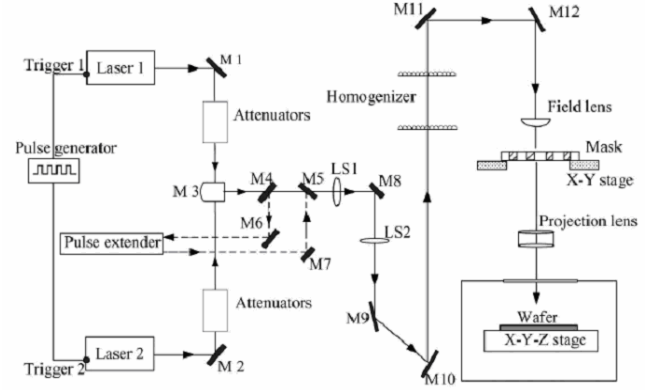 Trigger 1
Laser 1
M 1
Attenuators
Pulse generator
M 3
M4
M5
LS1
M8
M6
Pulse extender
M7
LS2
Attenuators
Trigger 2
Laser 2
M 2
M9
M10
M11
M12
Homogenizer
Field lens
Mask
X-Y stage
Projection lens
Wafer
X-Y-Z stage